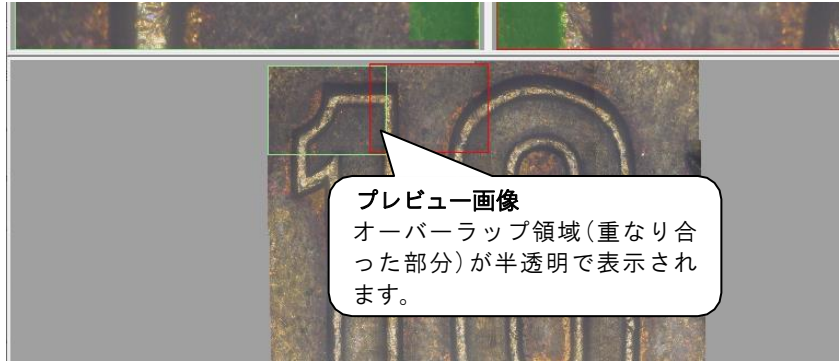 プレビュー画像
オーバーラップ領域(重なり合
った部分)が半透明で表示され
ます。
10